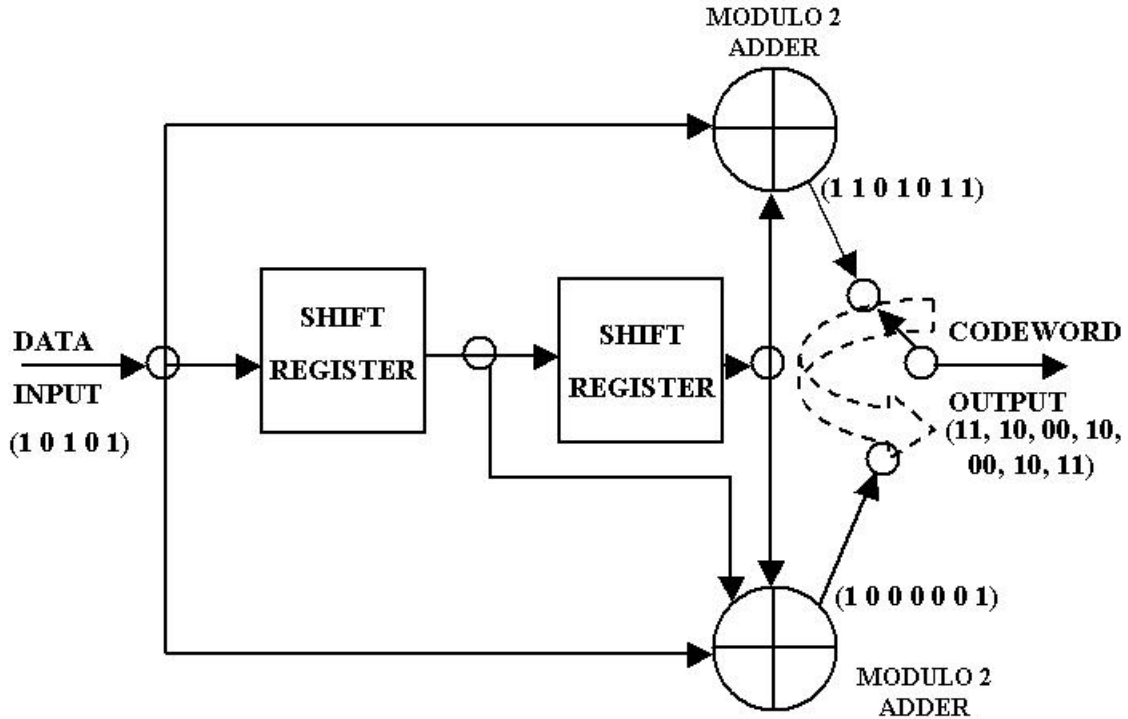 MODULO 2
ADDER
(1 1 0 1 0 1 1)
SHIFT
REGISTER
SHIFT
REGISTER
DATA
INPUT
(1 0 1 0 1)
CODEWORD
OUTPUT
(11, 10, 00, 10,
00, 10, 11)
(1 0 0 0 0 0 1)
MODULO 2
ADDER